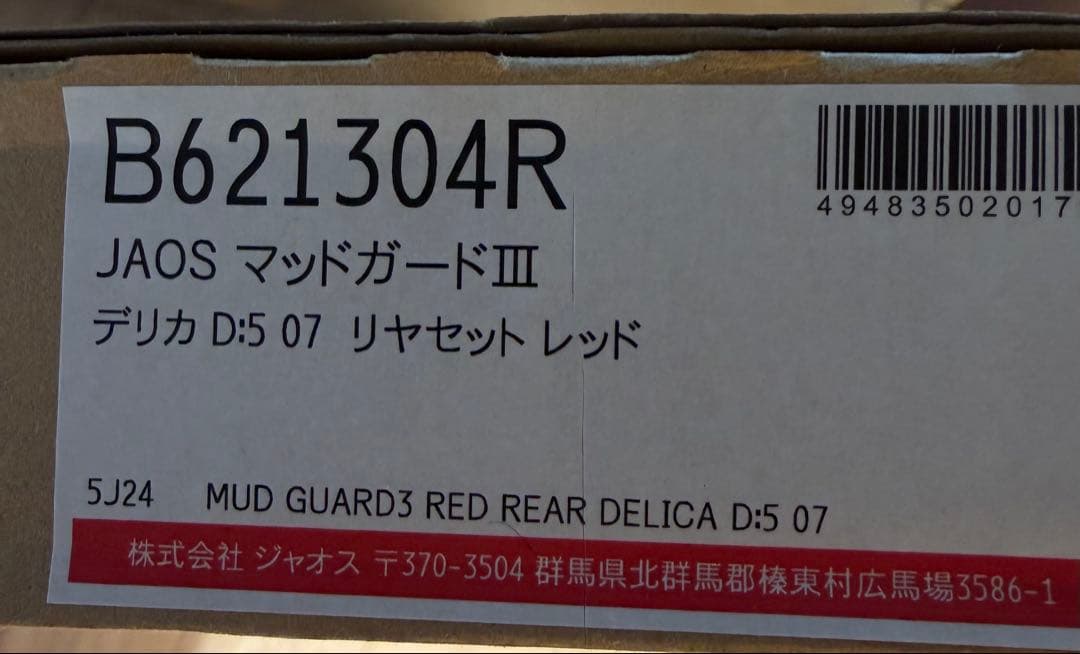 B621304R
49483502017
JAOS マッドガードⅢ
デリカ D:5 07 リヤセット レッド
5J24 MUD GUARD3 RED REAR DELICA D:5 07
株式会社 ジャオス 〒370-3504 群馬県北群馬郡榛東村広馬場3586-1